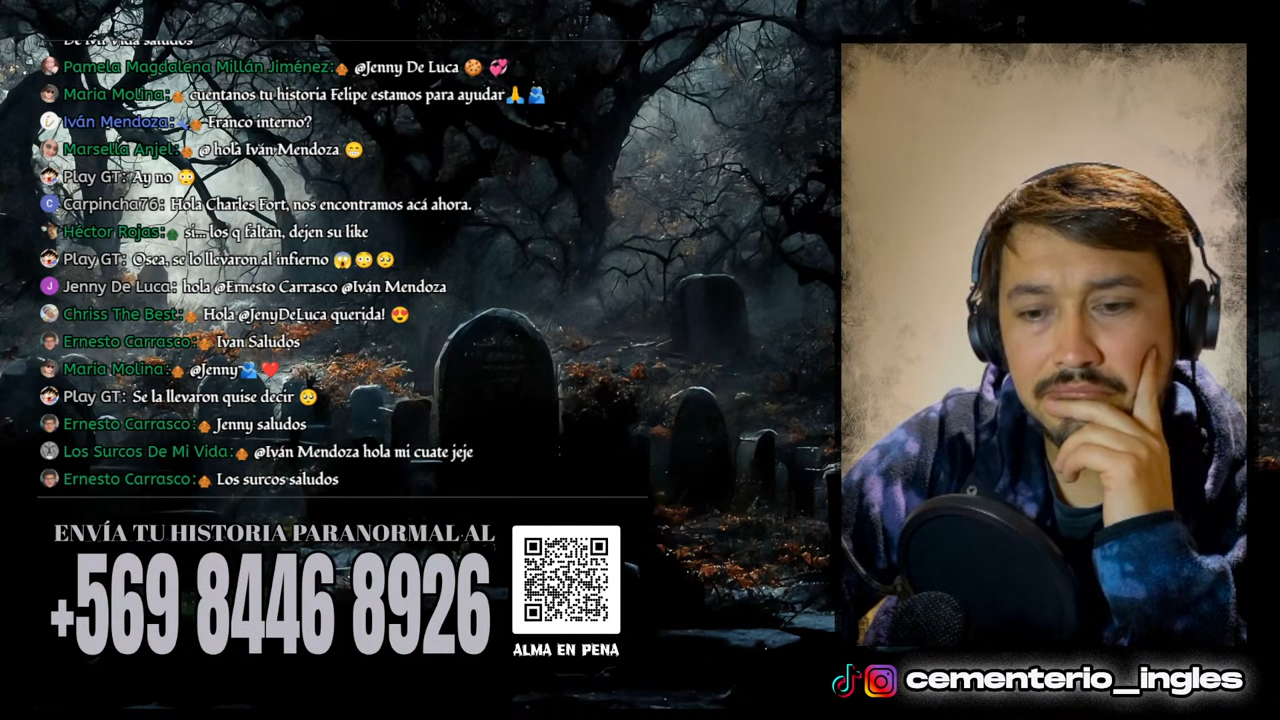 De Mi Vida saludos
Pamela Magdalena Millán Jiménez: @Jenny De Luca 🍪 💞
Maria Molina: cuéntanos tu historia Felipe estamos para ayudar🙏 🫂
Iván Mendoza: Franco interno?
Marsella Anjel: @ hola Iván Mendoza 😁
Play GT: Ay no 😳
C Carpincha76: Hola Charles Fort, nos encontramos acá ahora.
Héctor Rojas: si... los q faltan, dejen su like
Play GT: Osea, se lo llevaron al infierno 😱😳🥺
J Jenny De Luca: hola @Ernesto Carrasco @Iván Mendoza
Chriss The Best: Hola @JenyDeLuca querida! 😍
Ernesto Carrasco: Ivan Saludos
Maria Molina: @Jenny🫂❤️
Play GT: Se la llevaron quise decir 🥺
Ernesto Carrasco: Jenny saludos
Los Surcos De Mi Vida: @Iván Mendoza hola mi cuate jeje
Ernesto Carrasco: Los surcos saludos
ENVÍA TU HISTORIA PARANORMAL AL
+569 8446 8926
ALMA EN PENA
cementerio_ingles